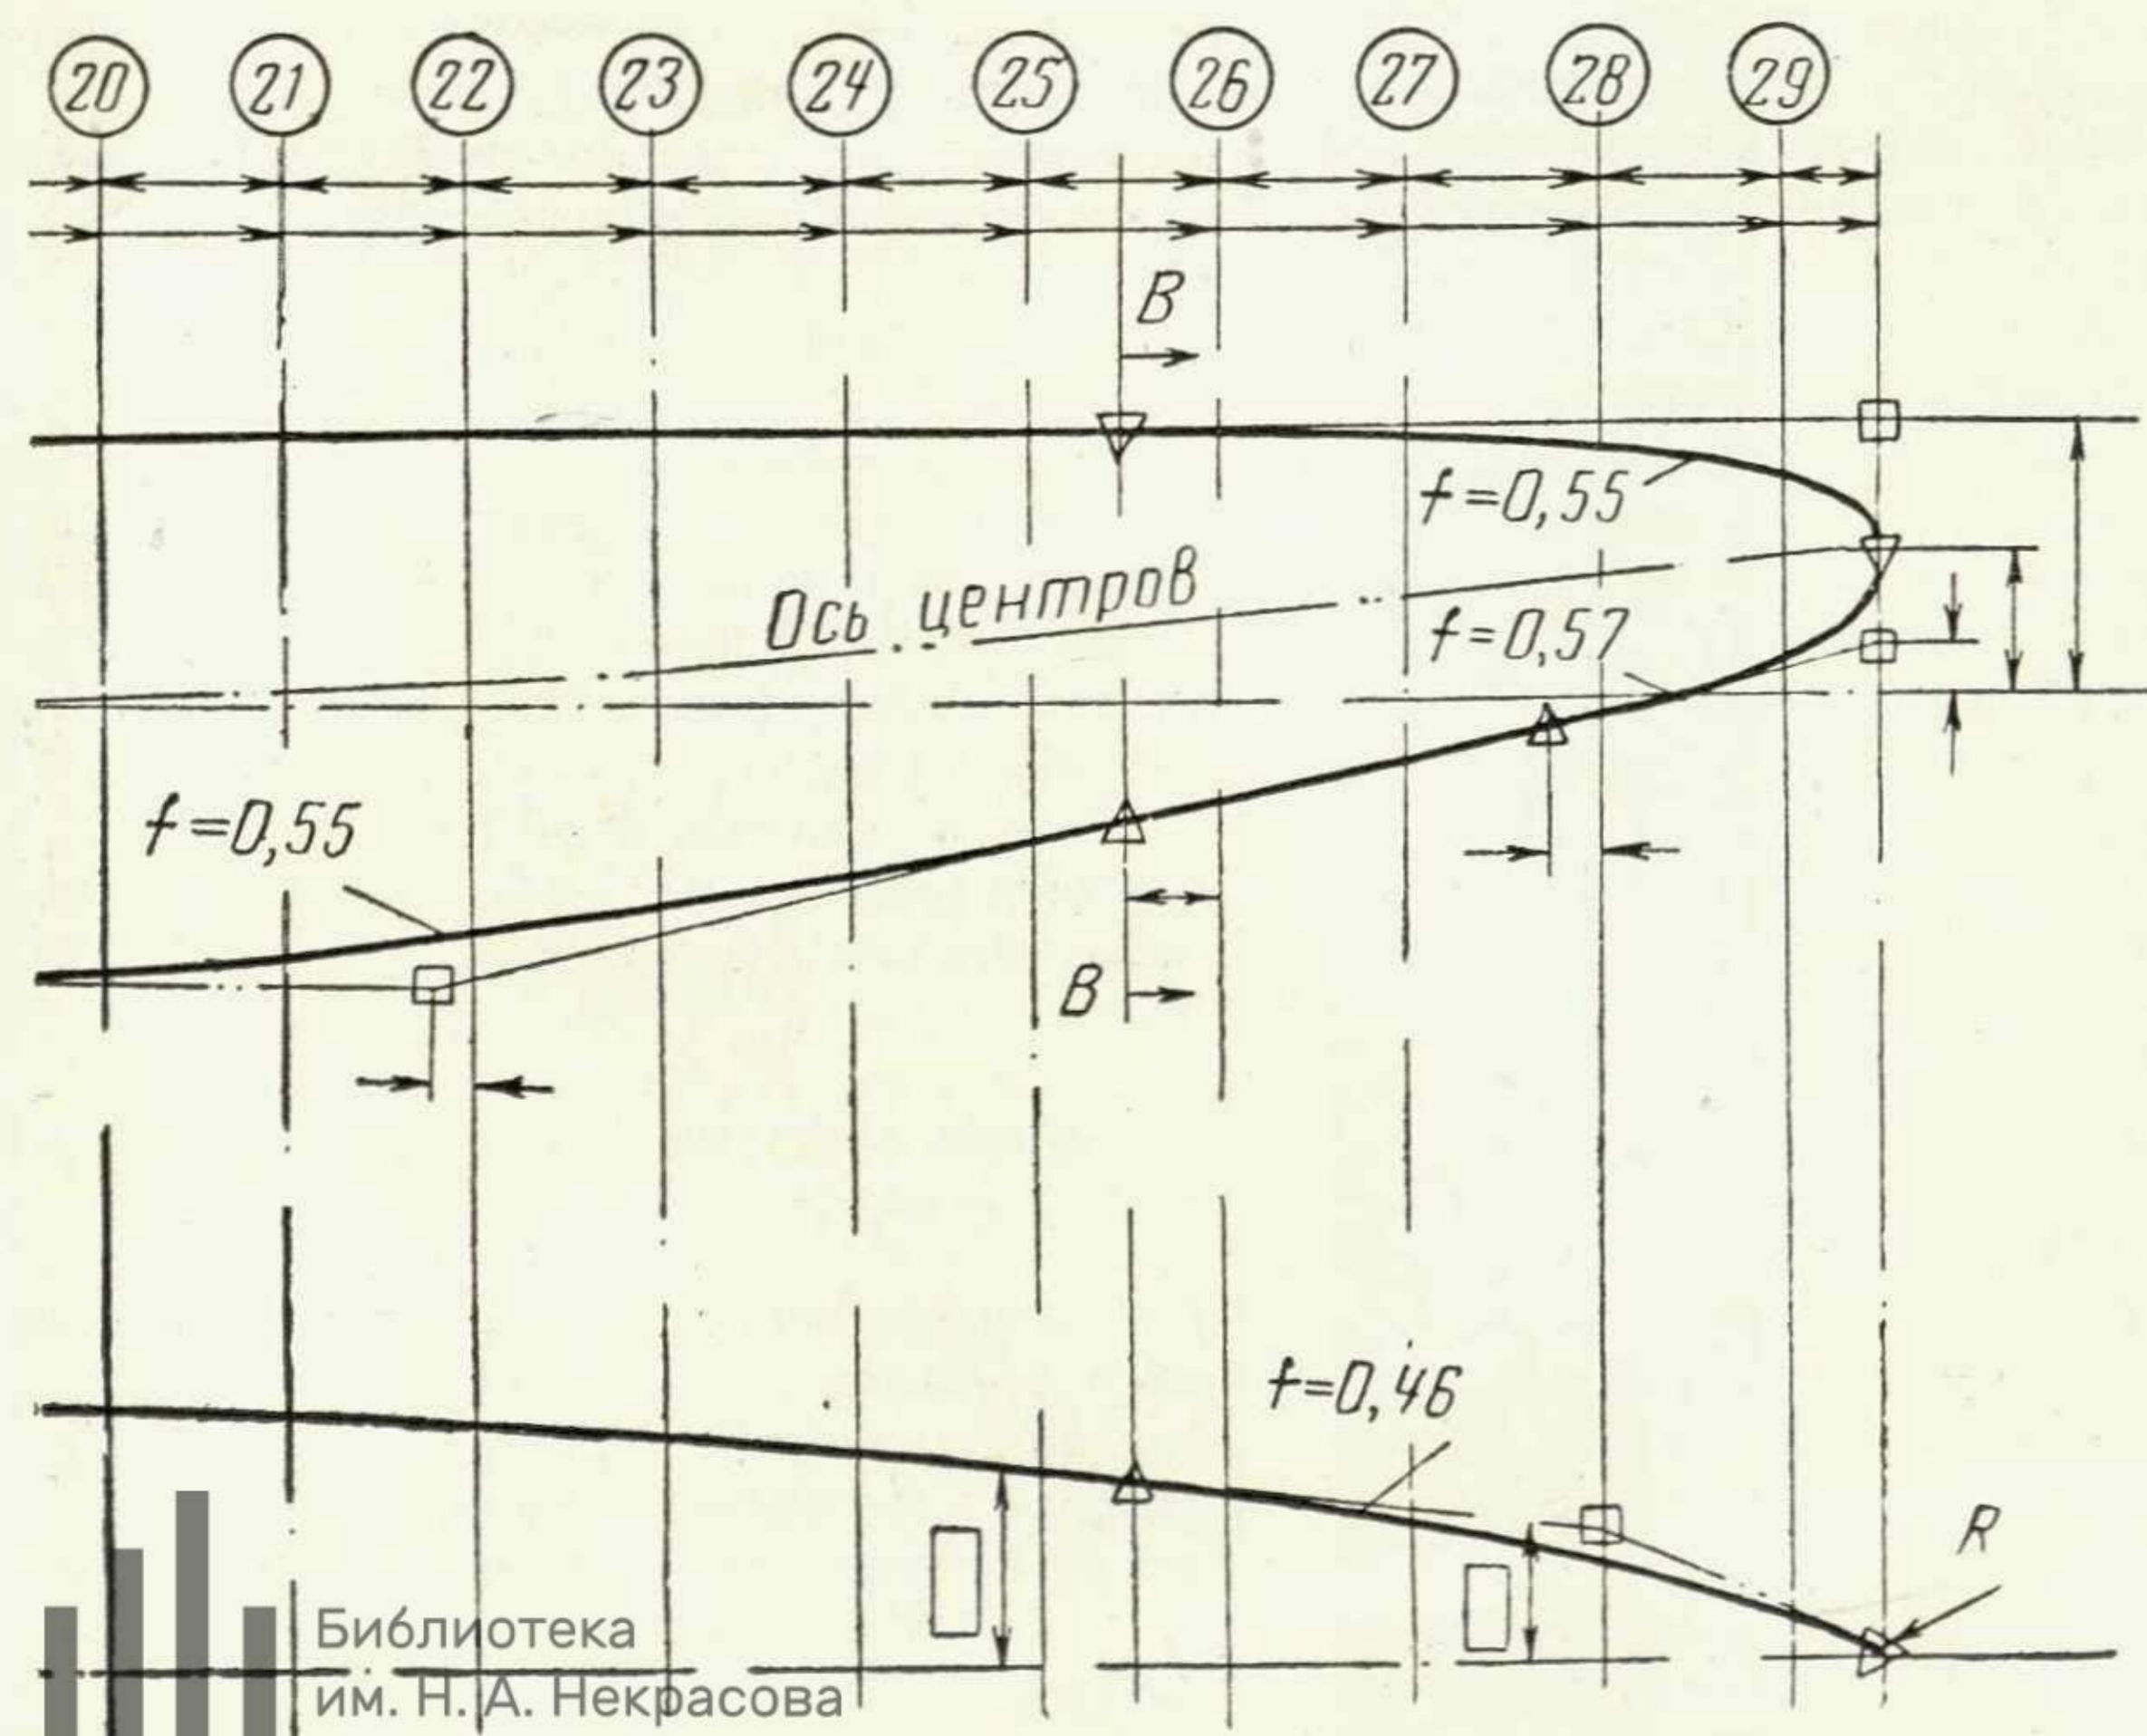 20 21 22 23 24 25 26 27 28 29
В
f=0,55
Ось центров
f=0,57
f=0,55
В
f=0,46
R
Библиотека
им. Н. А. Некрасова